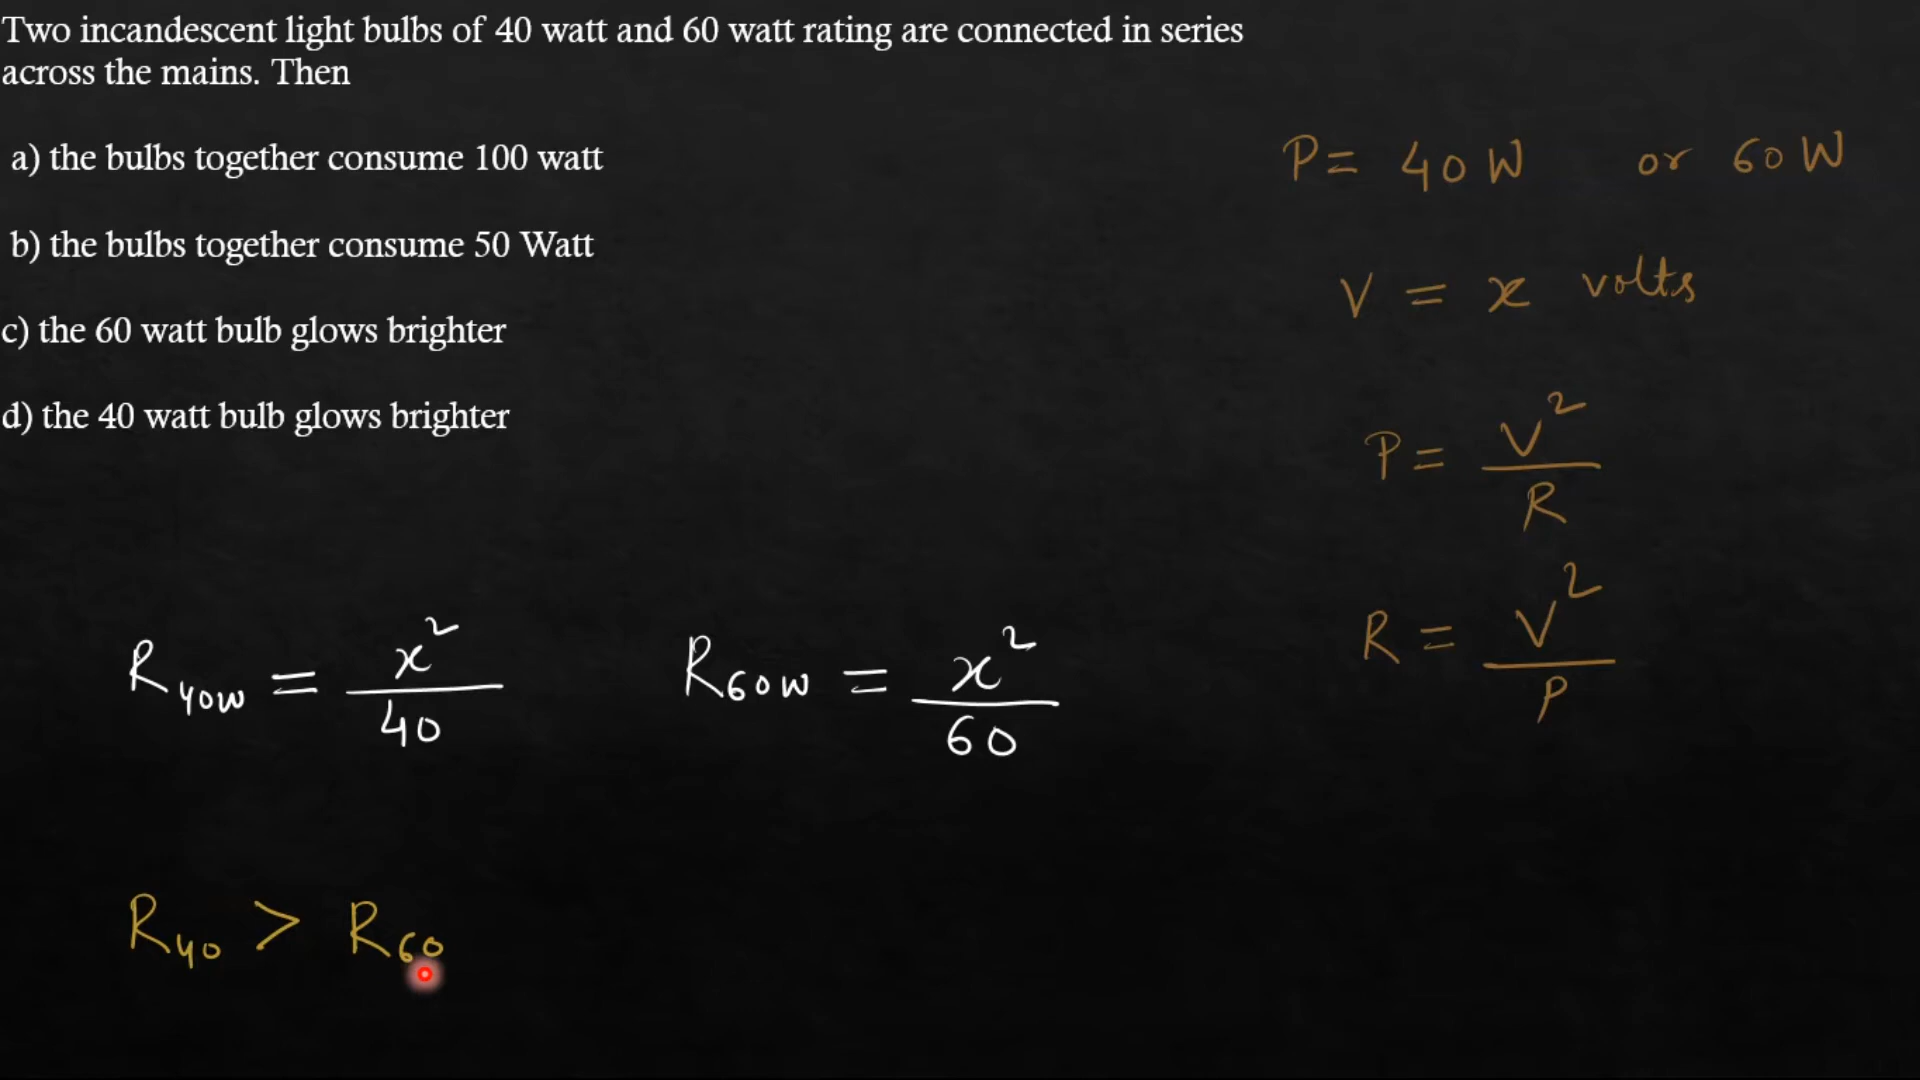 Two incandescent light bulbs of 40 watt and 60 watt rating are connected in series
across the mains. Then
a) the bulbs together consume 100 watt
b) the bulbs together consume 50 Watt
c) the 60 watt bulb glows brighter
d) the 40 watt bulb glows brighter
P = 40 W or 60 W
V = x volts
P = V²/R
R = V²/P
R₄₀w = x²/40
R₆₀w = x²/60
R₄₀ > R₆₀